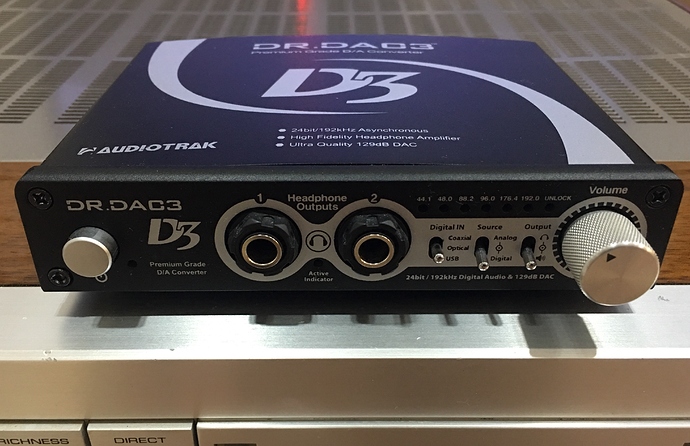 DR.DAC3
Premium Grade D/A Converter
D3
24bit/192kHz Asynchronous
High Fidelity Headphone Amplifier
Ultra Quality 129dB DAC
AUDIOTRAK
DR.DAC3
D3
Premium Grade
D/A Converter
1 Headphone Outputs 2
Active
Indicator
44.1 48.0 88.2 96.0 176.4 192.0 UNLOCK
Digital IN Source Output
Coaxial
Optical
USB
Analog
Digital
Volume
24bit / 192kHz Digital Audio & 129dB DAC
RICHNESS DIRECT